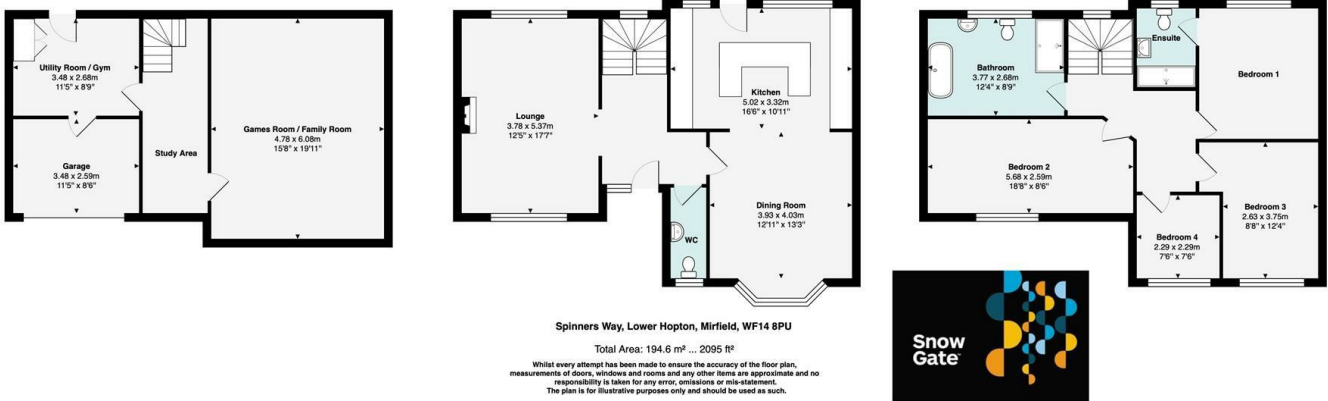 Utility Room / Gym
3.48 x 2.68m
11'5" x 8'9"
Garage
3.48 x 2.59m
11'5" x 8'6"
Study Area
Games Room / Family Room
4.78 x 6.08m
15'8" x 19'11"
Lounge
3.78 x 5.37m
12'5" x 17'7"
Kitchen
5.02 x 3.32m
16'6" x 10'11"
Dining Room
3.93 x 4.03m
12'11" x 13'3"
WC
Bathroom
3.77 x 2.68m
12'4" x 8'9"
Ensuite
Bedroom 1
Bedroom 2
5.68 x 2.59m
18'8" x 8'6"
Bedroom 3
2.63 x 3.75m
8'8" x 12'4"
Bedroom 4
2.29 x 2.29m
7'6" x 7'6"
Spinners Way, Lower Hopton, Mirfield, WF14 8PU
Total Area: 194.6 m² ... 2095 ft²
Whilst every attempt has been made to ensure the accuracy of the floor plan,
measurements of doors, windows and rooms and any other items are approximate and no
responsibility is taken for any error, omissions or mis-statement.
The plan is for illustrative purposes only and should be used as such.
Snow
Gate™